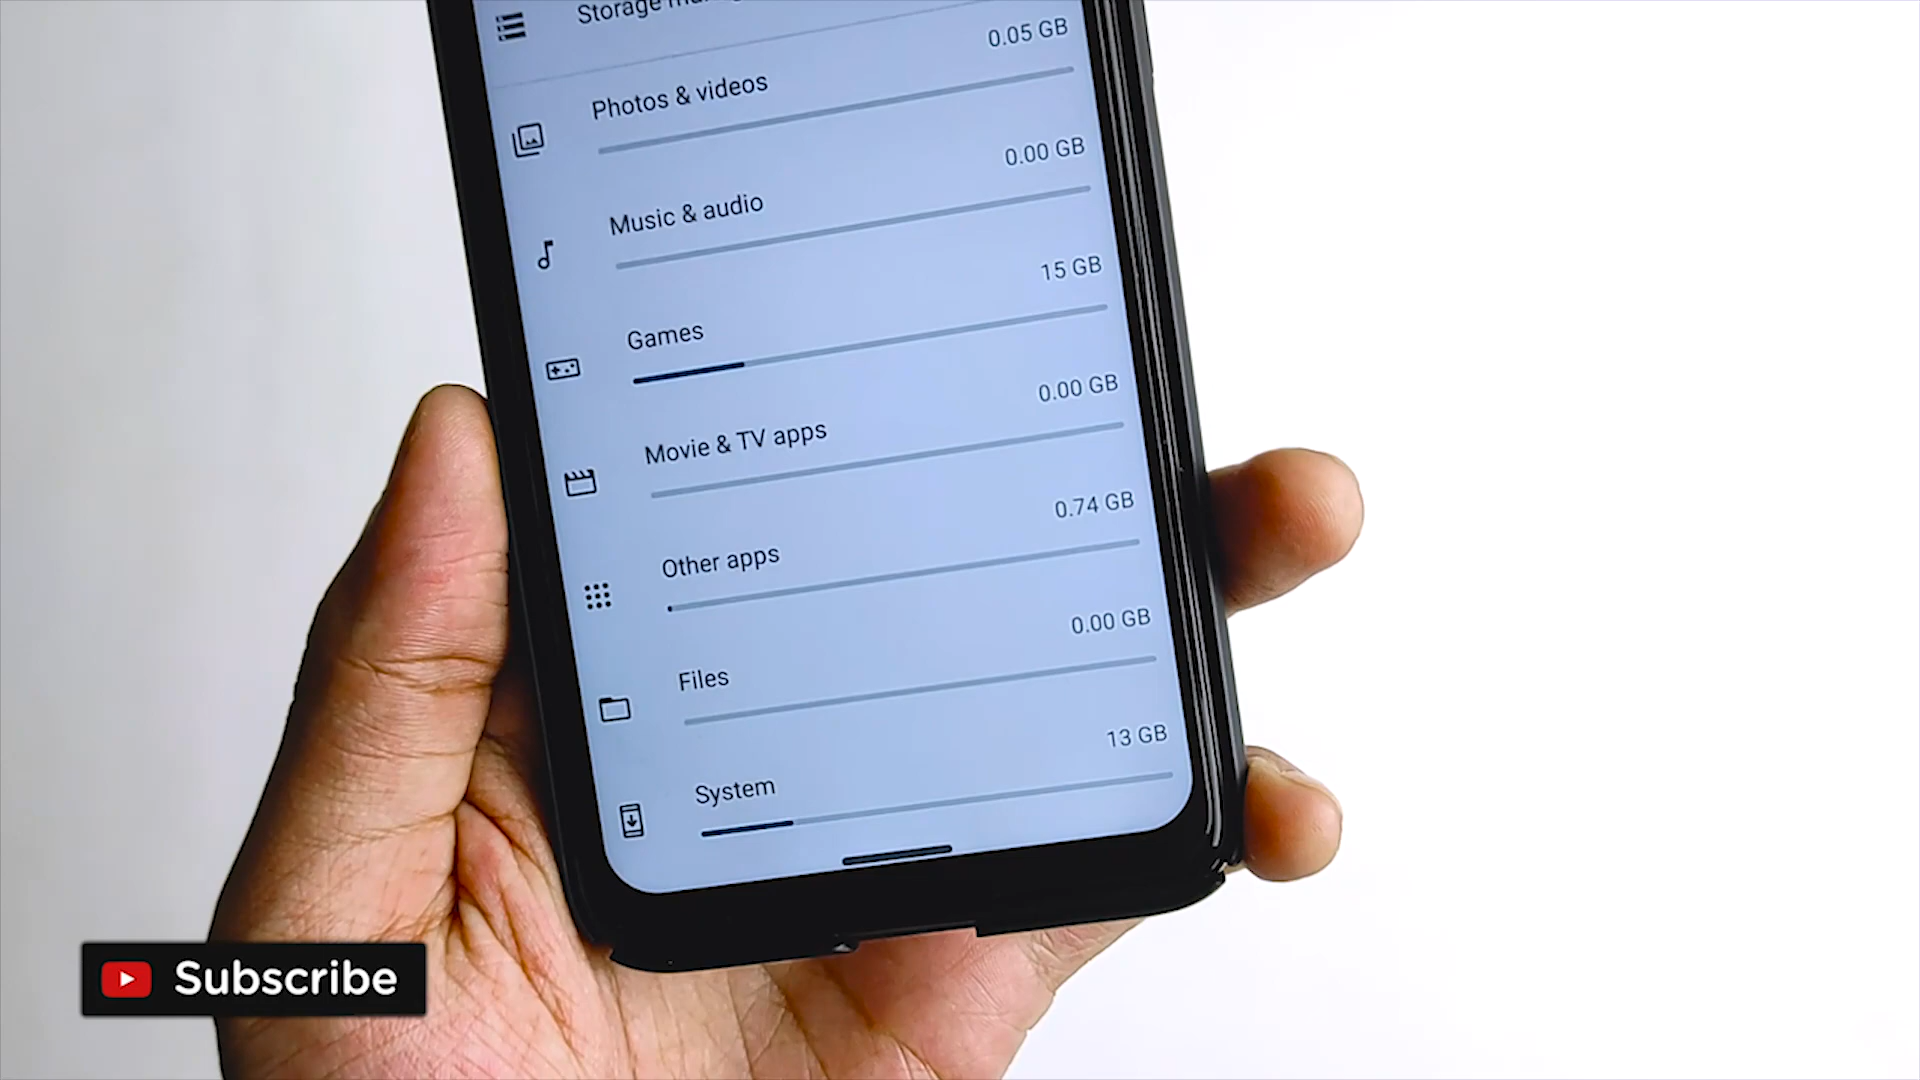 Storage
0.05 GB
Photos & videos
0.00 GB
Music & audio
15 GB
Games
0.00 GB
Movie & TV apps
0.74 GB
Other apps
0.00 GB
Files
13 GB
System
Subscribe